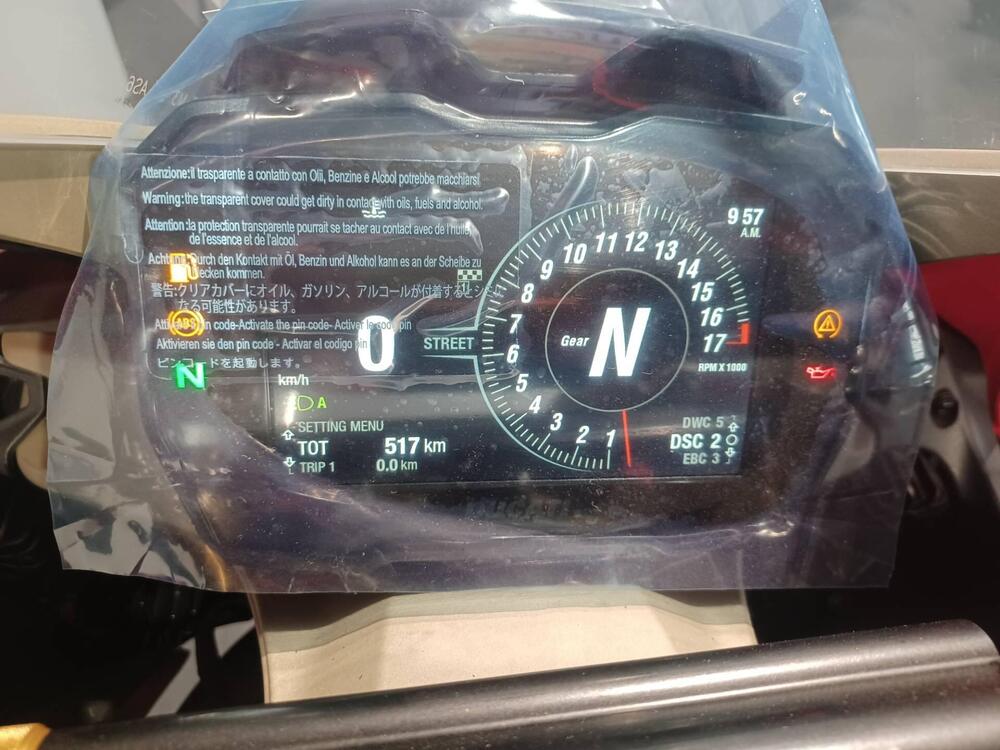 Attenzione:il trasparente a contatto con Olii, Benzine e Alcool potrebbe macchiarsi
Warning:the transparent cover could get dirty in contact with oils, fuels and alcohol.
Attention:la protection transparente pourrait se tacher au contact avec de l'huile
de l'essence et de l'alcool.
Durch den Kontakt mit Öl, Benzin und Alkohol kann es an der Scheibe zu
Flecken kommen.
警告:クリアカバーにオイル、ガソリン、アルコールが付着すると
なる可能性があります。
pin code-Activate the pin code- Activer le code pin
Aktivieren sie den pin code - Activar el codigo pin
ピンコードを起動します。
9 57
A.M.
ABS
N
0
STREET
km/h
A
SETTING MENU
TOT 517 km
TRIP 1 0.0 km
1
2
3
4
5
6
7
8
9
10
11
12
13
14
15
16
17
RPM X 1000
Gear N
DWC 5
DSC 2
EBC 3